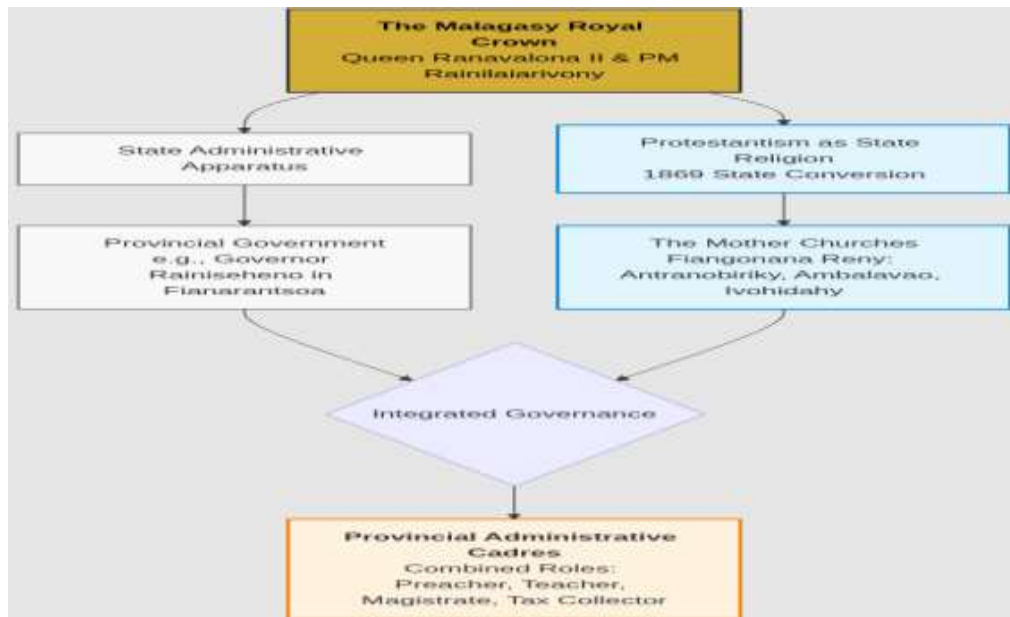 The Malagasy Royal
Crown
Queen Ranavalona II & PM
Rainilaiarivony
State Administrative
Apparatus
Protestantism as State
Religion
1869 State Conversion
Provincial Government
e.g., Governor
Rainiseheno in
Fianarantsoa
The Mother Churches
Fiangonana Reny:
Antranobiriky, Ambalavao,
Ivohidahy
Integrated Governance
Provincial Administrative
Cadres
Combined Roles:
Preacher, Teacher,
Magistrate, Tax Collector